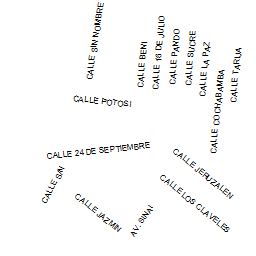 CALLE SIN NOMBRE
CALLE BENI
CALLE 16 DE JULIO
CALLE PANDO
CALLE SUCRE
CALLE LA PAZ
CALLE COCHABAMBA
CALLE TARIJA
CALLE POTOSI
CALLE 24 DE SEPTIEMBRE
CALLE S/N
CALLE JAZMIN
AV. SINAI
CALLE JERUZALEN
CALLE LOS CLAVELES